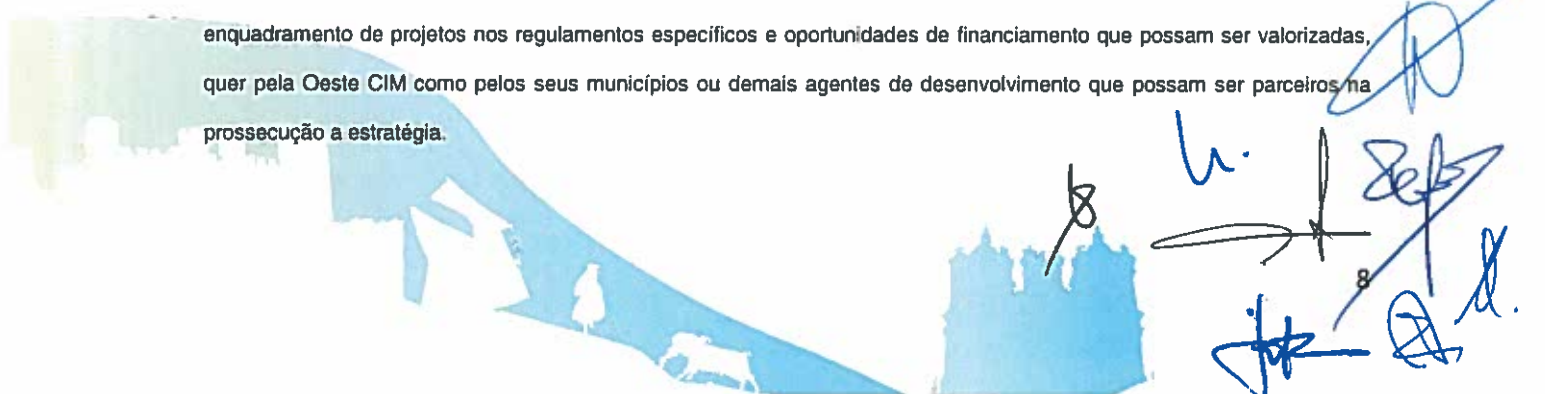 enquadramento de projetos nos regulamentos específicos e oportunidades de financiamento que possam ser valorizadas,
quer pela Oeste CIM como pelos seus municípios ou demais agentes de desenvolvimento que possam ser parceiros na
prossecução a estratégia.
8